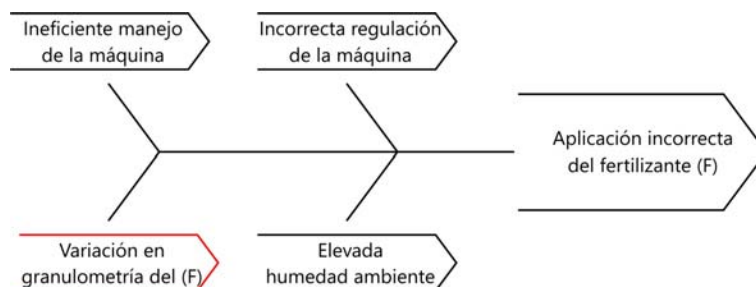 Ineficiente manejo
de la máquina
Incorrecta regulación
de la máquina
Aplicación incorrecta
del fertilizante (F)
Variación en
granulometría del (F)
Elevada
humedad ambiente